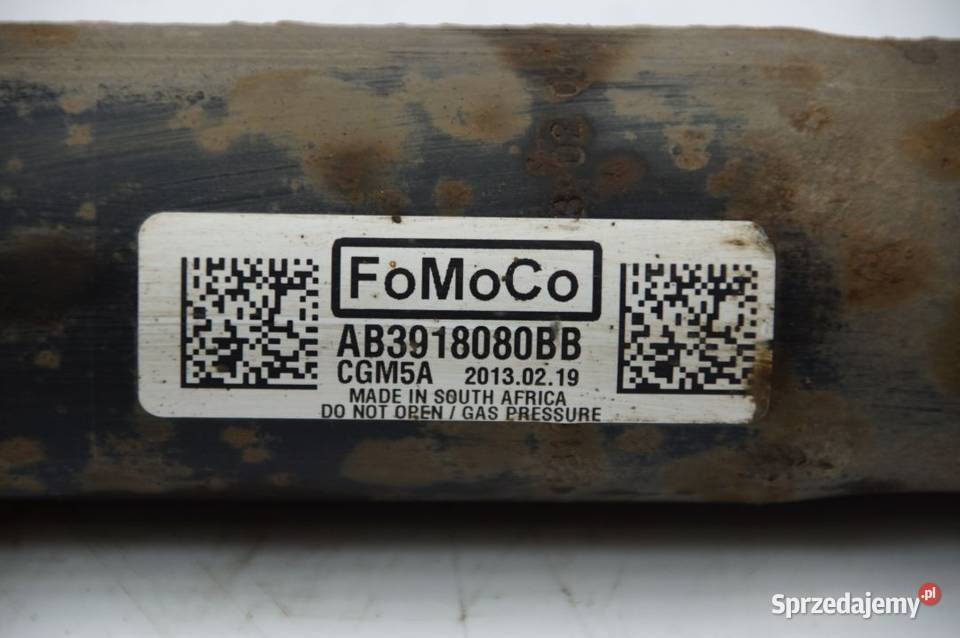 FoMoCo
AB3918080BB
CGM5A 2013.02.19
MADE IN SOUTH AFRICA
DO NOT OPEN / GAS PRESSURE
Sprzedajemy.pl